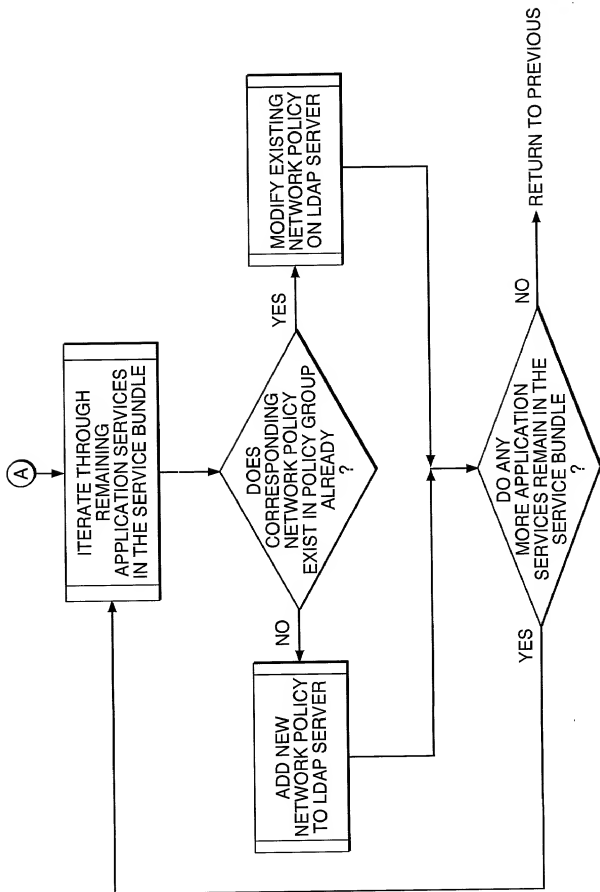 A
ITERATE THROUGH
REMAINING
APPLICATION SERVICES
IN THE SERVICE BUNDLE
DOES
CORRESPONDING
NETWORK POLICY
EXIST IN POLICY GROUP
ALREADY
?
NO
YES
ADD NEW
NETWORK POLICY
TO LDAP SERVER
MODIFY EXISTING
NETWORK POLICY
ON LDAP SERVER
DO ANY
MORE APPLICATION
SERVICES REMAIN IN THE
SERVICE BUNDLE
?
YES
NO
RETURN TO PREVIOUS